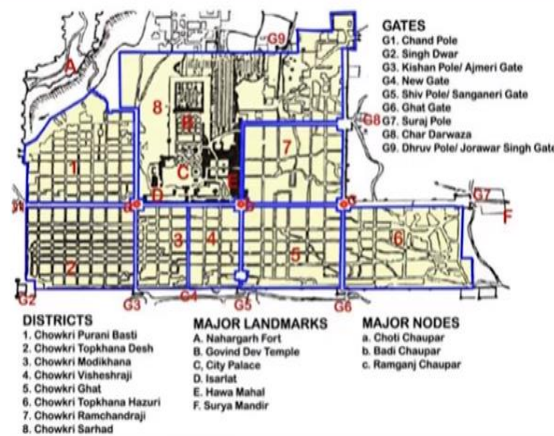 GATES
G1. Chand Pole
G2. Singh Dwar
G3. Kishan Pole/ Ajmeri Gate
G4. New Gate
G5. Shiv Pole/ Sanganeri Gate
G6. Ghat Gate
G7. Suraj Pole
G8. Char Darwaza
G9. Dhruv Pole/ Jorawar Singh Gate
G9
A
8
B
G8
7
1
C
E
D
G7
F
2
3
4
5
6
G2
G3
G4
G5
G6
DISTRICTS
1. Chowkri Purani Basti
2. Chowkri Topkhana Desh
3. Chowkri Modikhana
4. Chowkri Visheshraji
5. Chowkri Ghat
6. Chowkri Topkhana Hazuri
7. Chowkri Ramchandraji
8. Chowkri Sarhad
MAJOR LANDMARKS
A. Nahargarh Fort
B. Govind Dev Temple
C, City Palace
D. Isarlat
E. Hawa Mahal
F. Surya Mandir
MAJOR NODES
a. Choti Chaupar
b. Badi Chaupar
c. Ramganj Chaupar